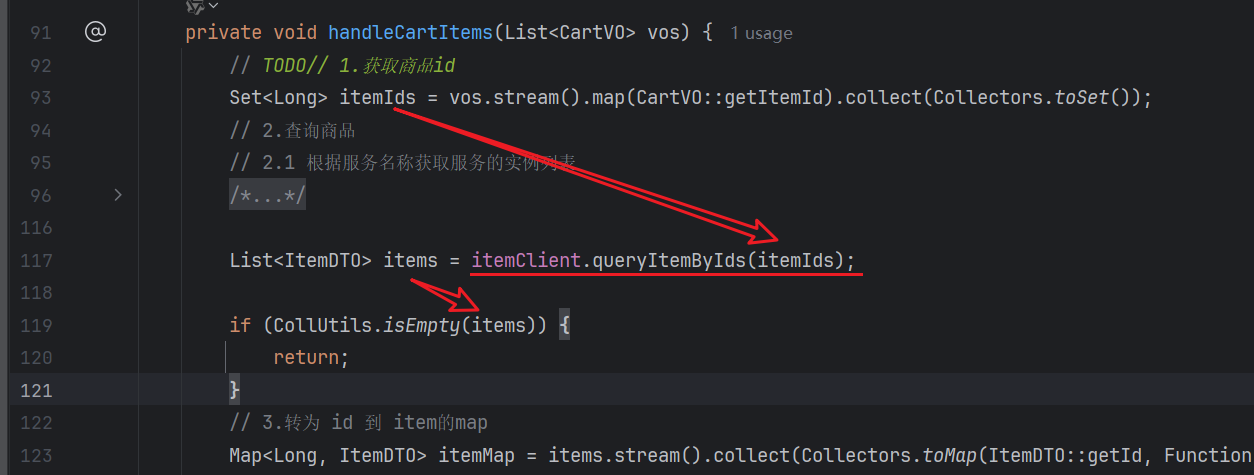 91 @ private void handleCartItems(List<CartVO> vos) { 1 usage
92 // TODO// 1.获取商品id
93 Set<Long> itemIds = vos.stream().map(CartVO::getItemId).collect(Collectors.toSet());
94 // 2.查询商品
95 // 2.1 根据服务名称获取服务的实例列表
96 /*...*/
116
117 List<ItemDTO> items = itemClient.queryItemByIds(itemIds);
118
119 if (CollUtils.isEmpty(items)) {
120 return;
121 }
122 // 3.转为 id 到 item的map
123 Map<Long, ItemDTO> itemMap = items.stream().collect(Collectors.toMap(ItemDTO::getId, Function